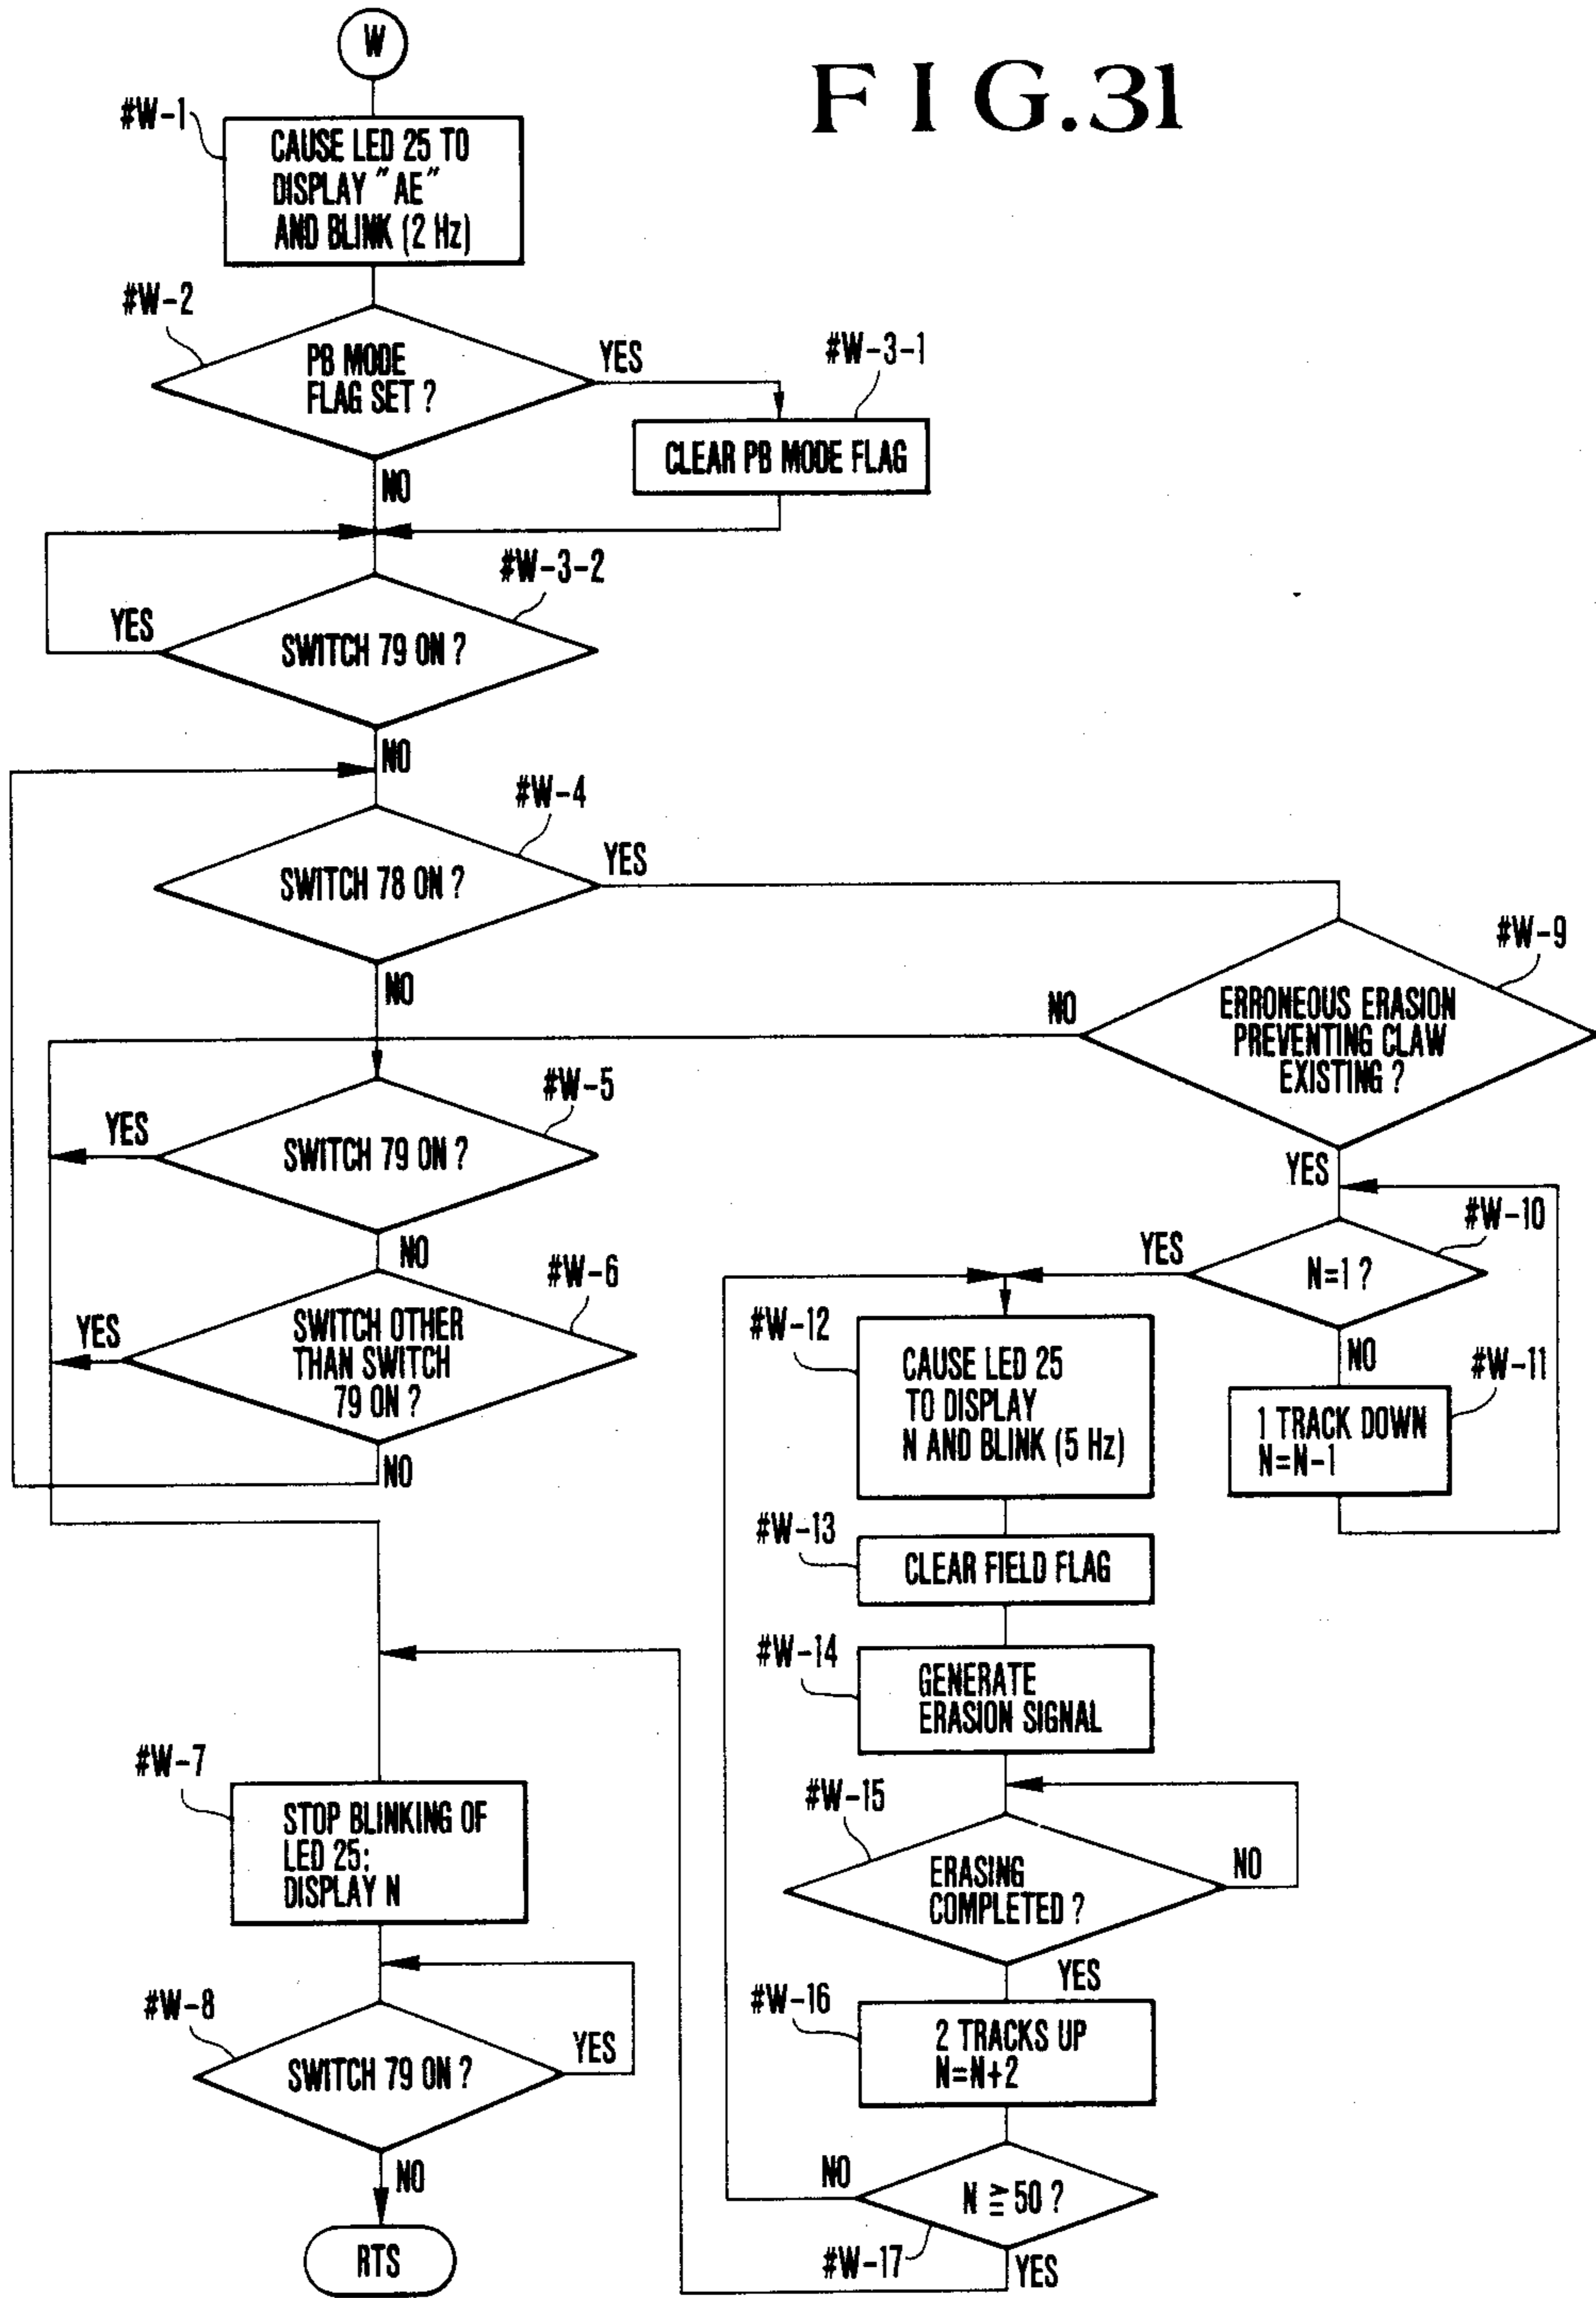 FIG.31
W
#W-1
CAUSE LED 25 TO
DISPLAY "AE"
AND BLINK (2 Hz)
#W-2
PB MODE
FLAG SET ?
YES
#W-3-1
CLEAR PB MODE FLAG
NO
#W-3-2
YES
SWITCH 79 ON ?
NO
#W-4
SWITCH 78 ON ?
YES
NO
#W-9
NO
ERRONEOUS ERASION
PREVENTING CLAW
EXISTING ?
YES
#W-5
YES
SWITCH 79 ON ?
NO
#W-6
YES
SWITCH OTHER
THAN SWITCH
79 ON ?
NO
#W-10
YES
N=1 ?
NO
#W-11
1 TRACK DOWN
N=N-1
#W-12
CAUSE LED 25
TO DISPLAY
N AND BLINK (5 Hz)
#W-13
CLEAR FIELD FLAG
#W-14
GENERATE
ERASION SIGNAL
#W-15
ERASING
COMPLETED ?
NO
YES
#W-16
2 TRACKS UP
N=N+2
NO
N ≧ 50 ?
#W-17
YES
#W-7
STOP BLINKING OF
LED 25:
DISPLAY N
#W-8
SWITCH 79 ON ?
YES
NO
RTS